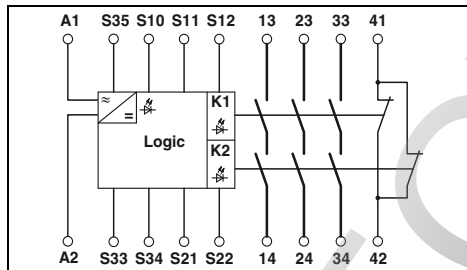 A1 S35 S10 S11 S12 13 23 33 41
≈
=
K1
Logic
K2
A2 S33 S34 S21 S22 14 24 34 42